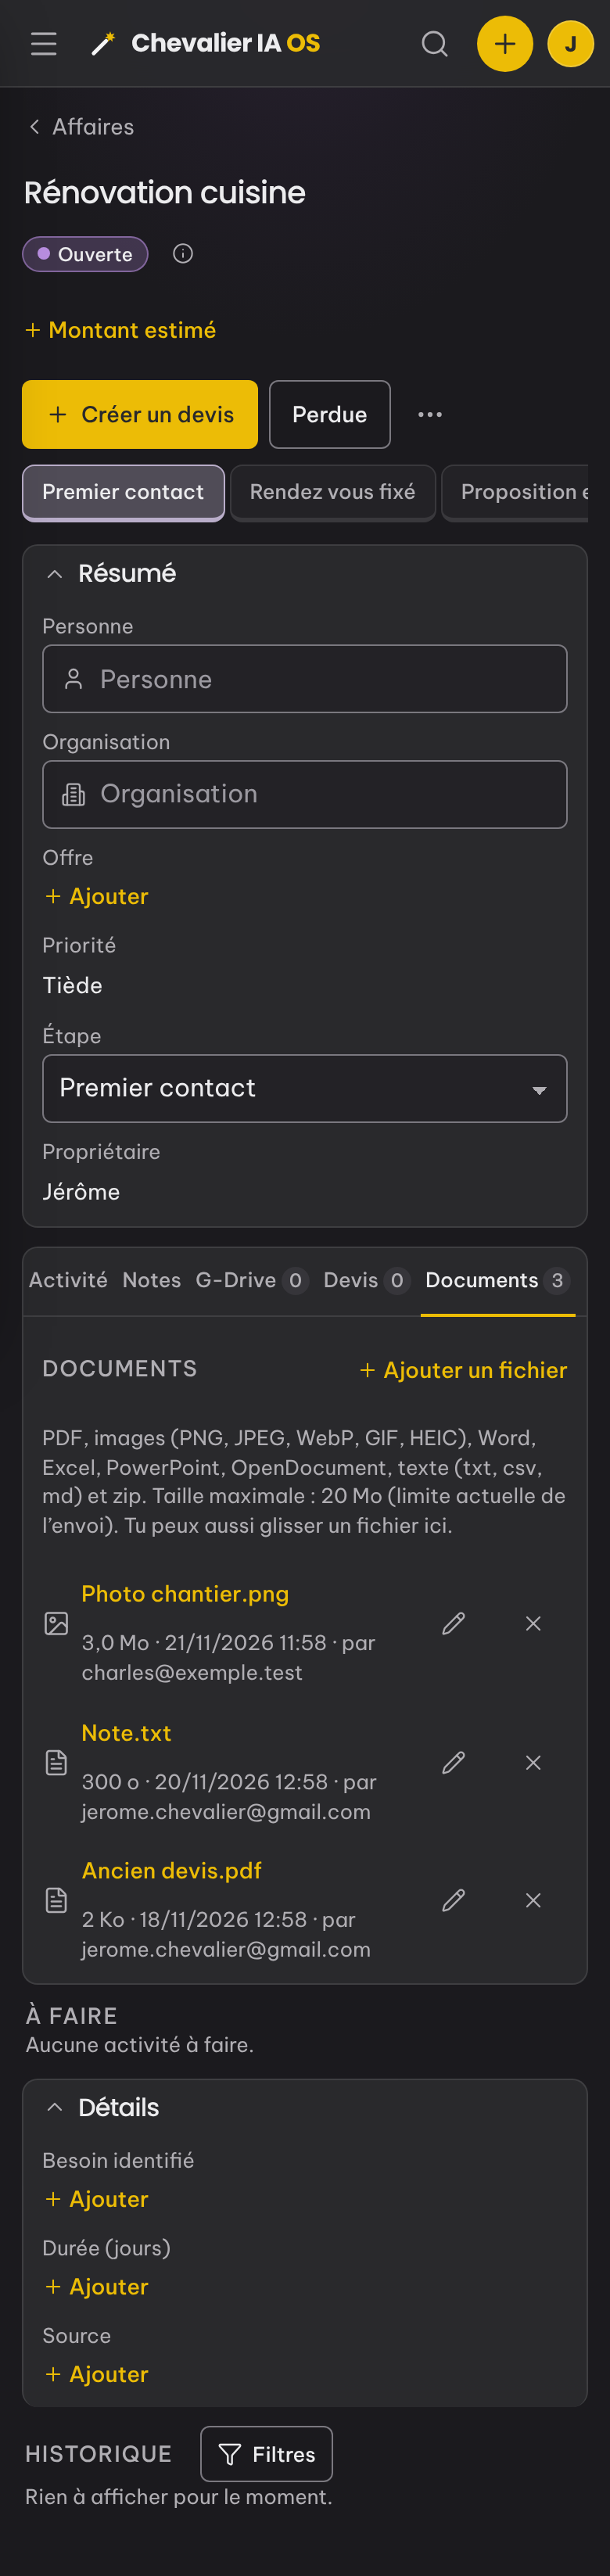 Chevalier IA OS
J
Affaires
Rénovation cuisine
Ouverte
+ Montant estimé
+ Créer un devis
Perdue
Premier contact
Rendez vous fixé
Proposition
Résumé
Personne
Personne
Organisation
Organisation
Offre
+ Ajouter
Priorité
Tiède
Étape
Premier contact
Propriétaire
Jérôme
Activité
Notes
G-Drive 0
Devis 0
Documents 3
DOCUMENTS
+ Ajouter un fichier
PDF, images (PNG, JPEG, WebP, GIF, HEIC), Word,
Excel, PowerPoint, OpenDocument, texte (txt, csv,
md) et zip. Taille maximale : 20 Mo (limite actuelle de
l’envoi). Tu peux aussi glisser un fichier ici.
Photo chantier.png
3,0 Mo · 21/11/2026 11:58 · par
charles@exemple.test
Note.txt
300 o · 20/11/2026 12:58 · par
jerome.chevalier@gmail.com
Ancien devis.pdf
2 Ko · 18/11/2026 12:58 · par
jerome.chevalier@gmail.com
À FAIRE
Aucune activité à faire.
Détails
Besoin identifié
+ Ajouter
Durée (jours)
+ Ajouter
Source
+ Ajouter
HISTORIQUE
Filtres
Rien à afficher pour le moment.